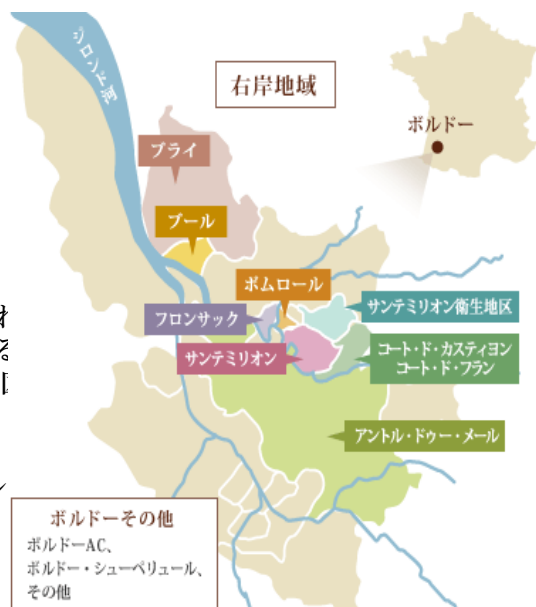 ジロンド河
右岸地域
ボルドー
ブライ
ブール
ポムロール
サンテミリオン衛生地区
フロンサック
サンテミリオン
コート・ド・カスティヨン
コート・ド・フラン
アントル・ドゥー・メール
ボルドーその他
ボルドーAC、
ボルドー・シューペリュール、
その他